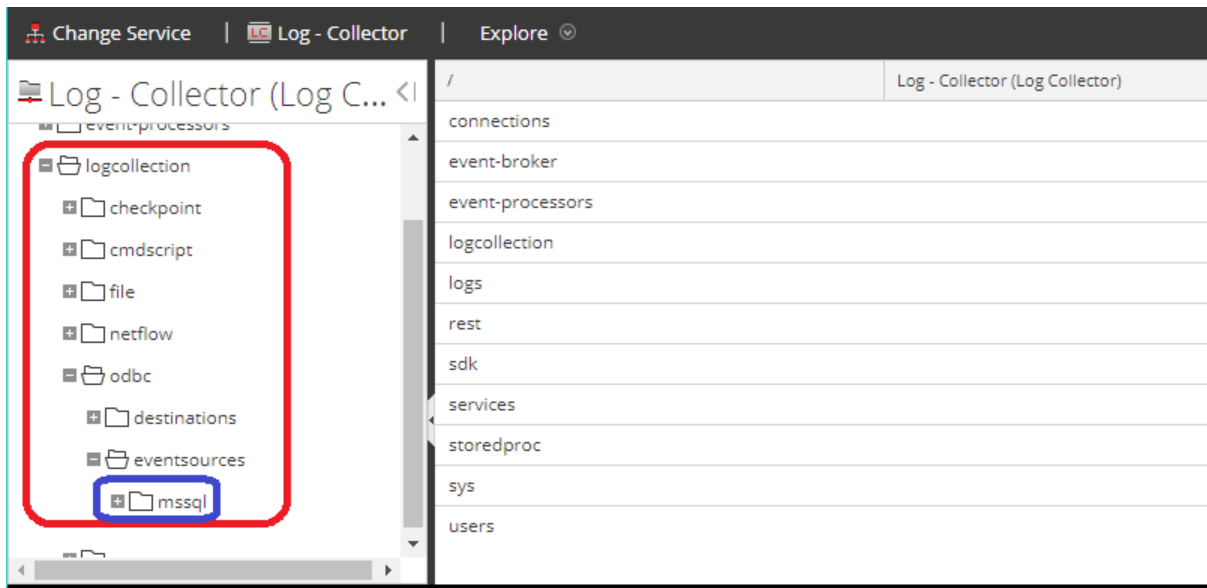 Change Service | LC Log - Collector | Explore
Log - Collector (Log C...
event-processors
logcollection
checkpoint
cmdscript
file
netflow
odbc
destinations
eventsources
mssql
/ Log - Collector (Log Collector)
connections
event-broker
event-processors
logcollection
logs
rest
sdk
services
storedproc
sys
users